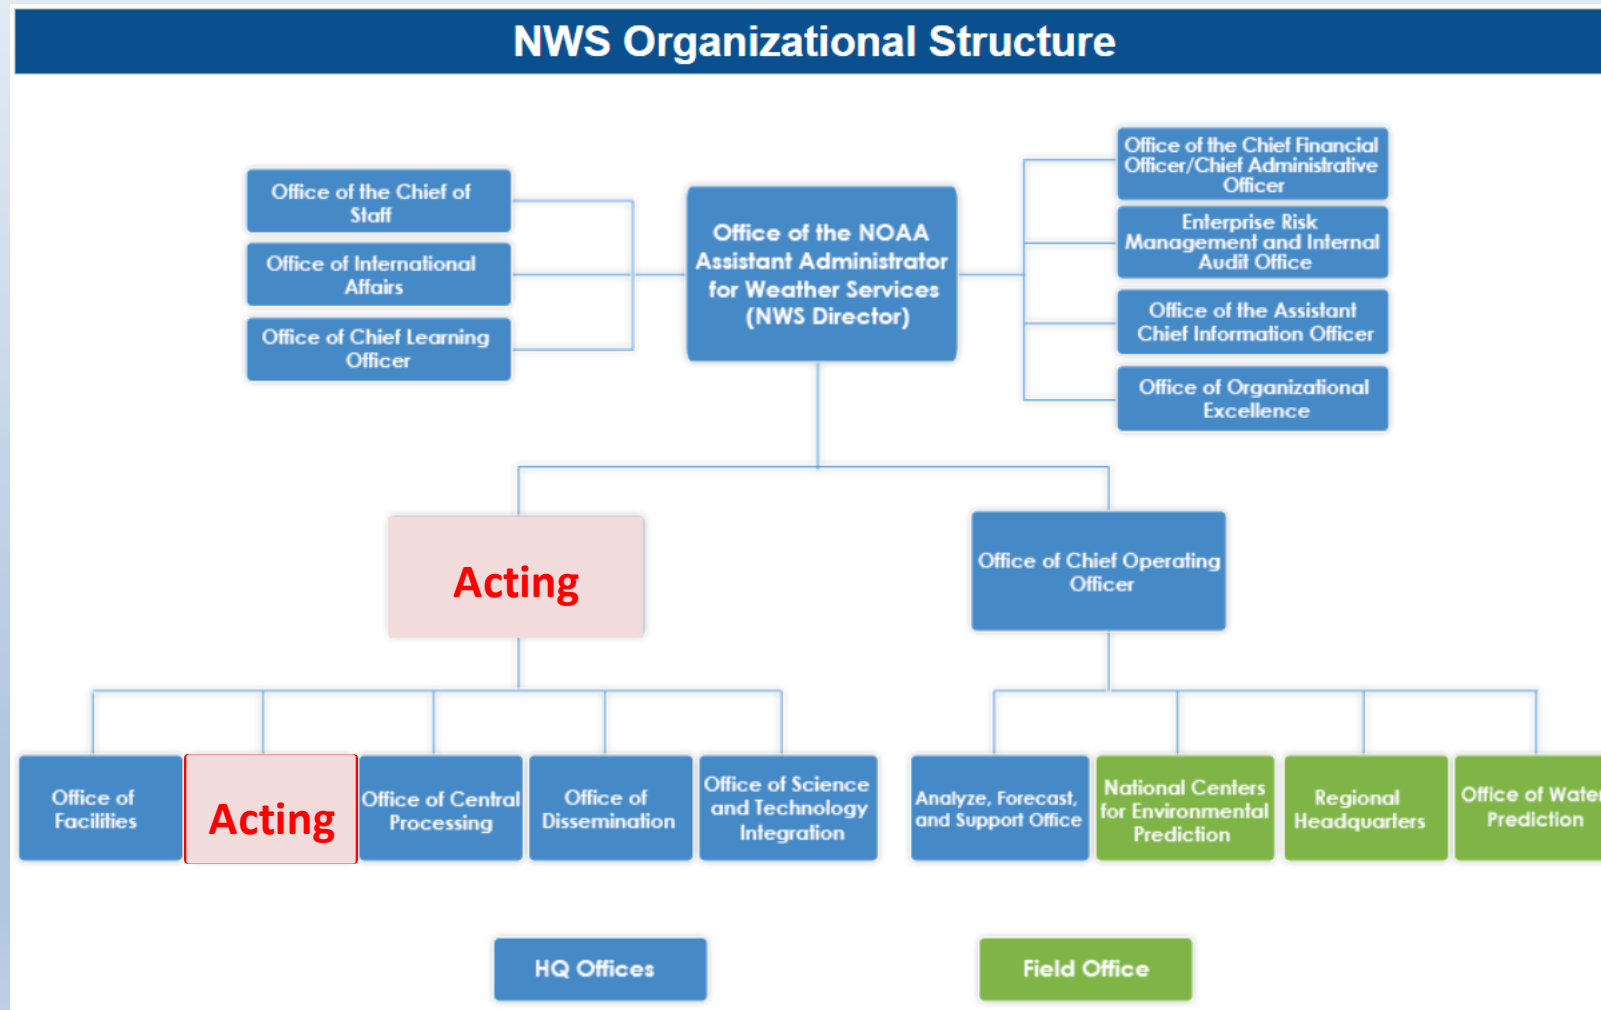 NWS Organizational Structure
Office of the Chief of
Staff
Office of International
Affairs
Office of Chief Learning
Officer
Office of the NOAA
Assistant Administrator
for Weather Services
(NWS Director)
Office of the Chief Financial
Officer/Chief Administrative
Officer
Enterprise Risk
Management and Internal
Audit Office
Office of the Assistant
Chief Information Officer
Office of Organizational
Excellence
Acting
Office of Chief Operating
Officer
Office of
Facilities
Acting
Office of Central
Processing
Office of
Dissemination
Office of Science
and Technology
Integration
Analyze, Forecast,
and Support Office
National Centers
for Environmental
Prediction
Regional
Headquarters
Office of Water
Prediction
HQ Offices
Field Office